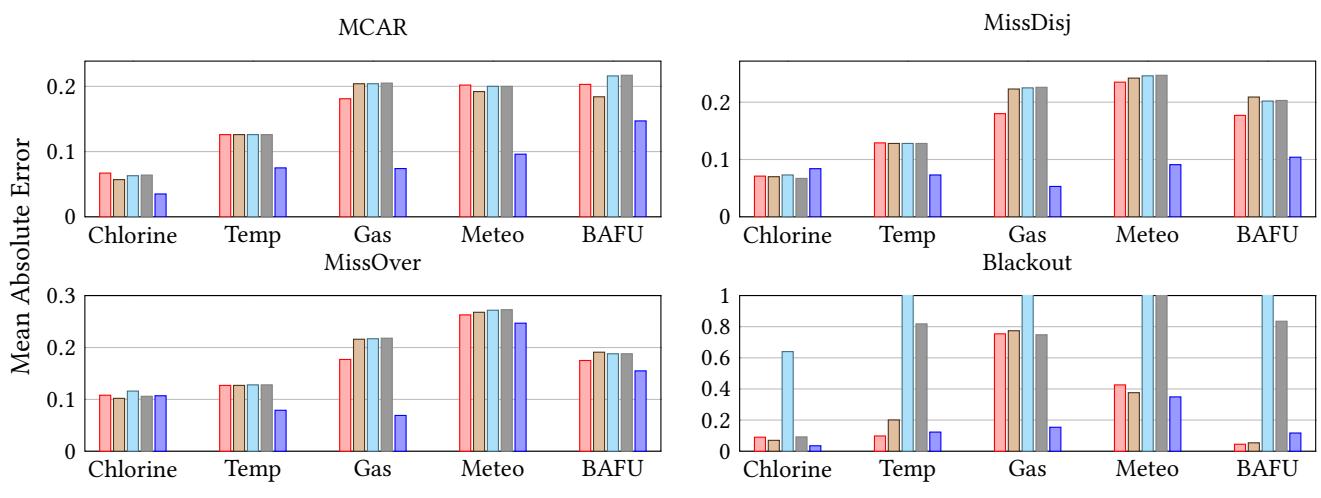 MCAR
0.2
0.1
0
Chlorine Temp Gas Meteo BAFU
MissDisj
0.2
0.1
0
Chlorine Temp Gas Meteo BAFU
Mean Absolute Error
MissOver
0.3
0.2
0.1
0
Chlorine Temp Gas Meteo BAFU
Blackout
1
0.8
0.6
0.4
0.2
0
Chlorine Temp Gas Meteo BAFU